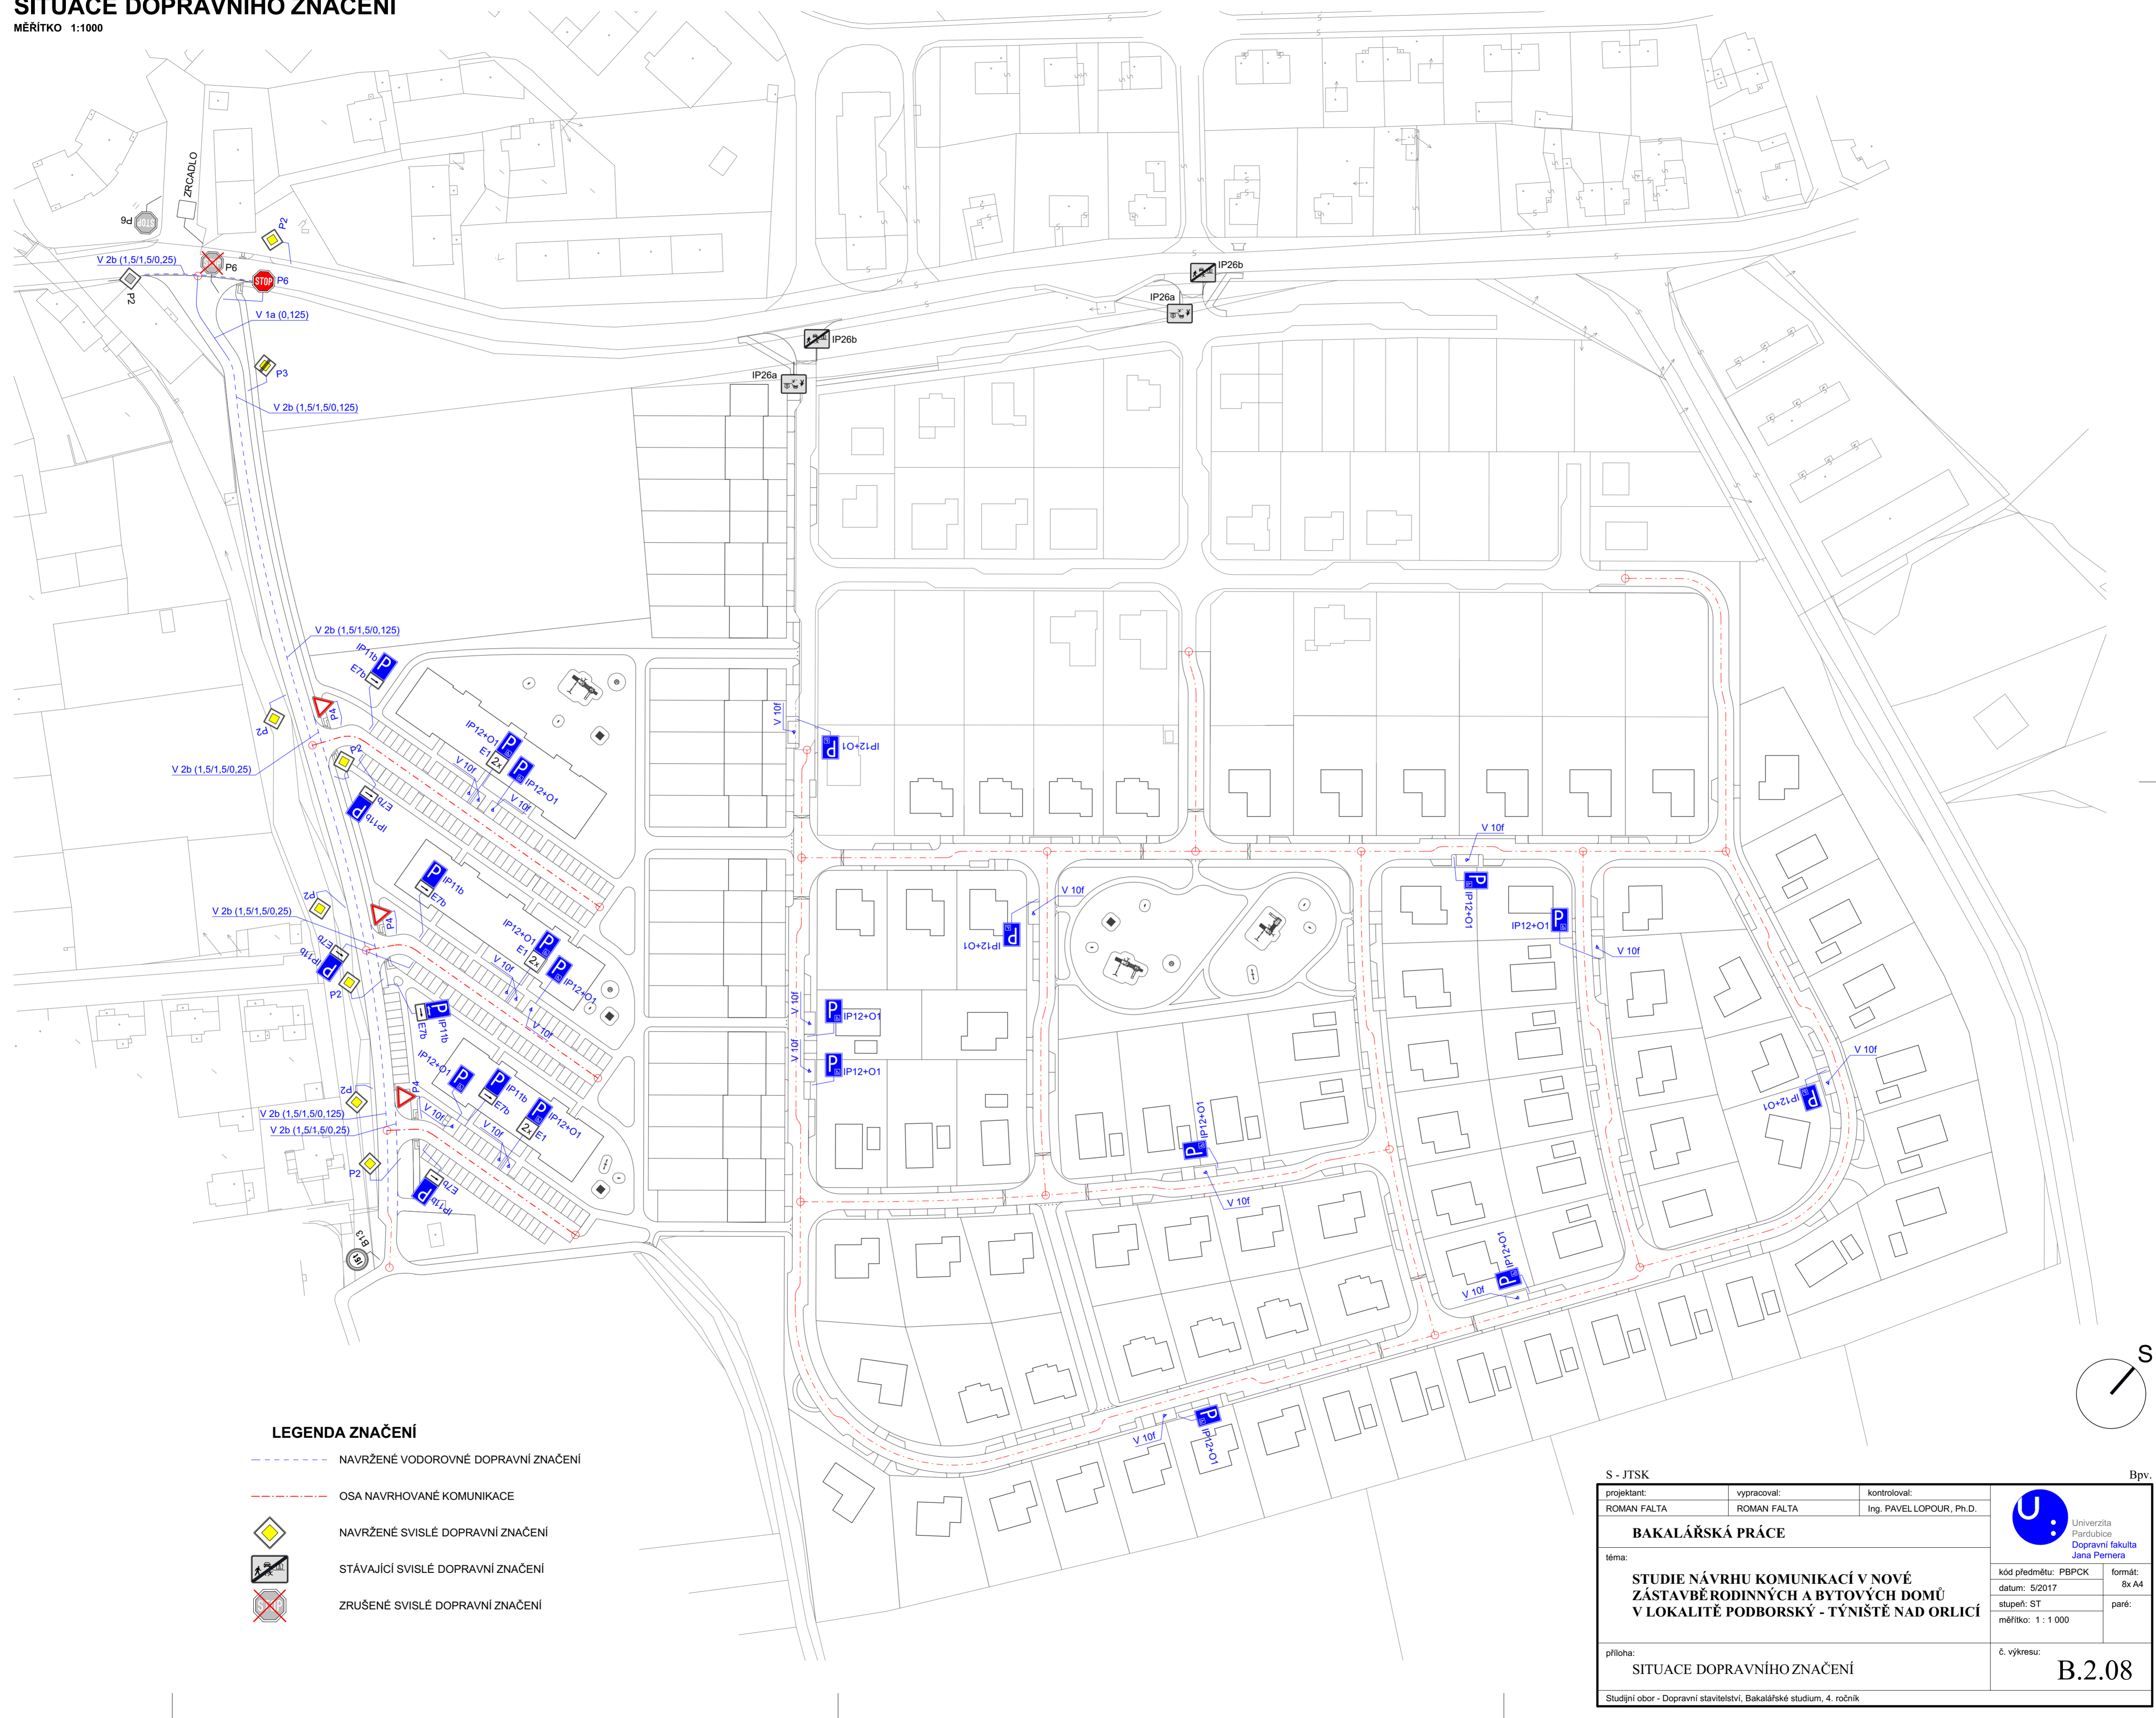 SITUACE DOPRAVNÍHO ZNAČENÍ
MĚŘÍTKO 1:1000
ZRCADLO
P6
STOP
P2
V 2b (1,5/1,5/0,25)
P6
STOP
P6
P2
V 1a (0,125)
P3
V 2b (1,5/1,5/0,125)
IP26b
IP26a
IP26b
IP26a
V 2b (1,5/1,5/0,125)
IP11b
P
E7b
P4
P2
V 2b (1,5/1,5/0,25)
P2
E7b
P
IP11b
IP12+O1
P
E1
2x
P
IP12+O1
V 10f
V 10f
V 10f
P
IP12+O1
P
IP11b
E7b
P2
P4
V 2b (1,5/1,5/0,25)
E7b
IP11b
P
P2
IP12+O1
P
E1
2x
P
IP12+O1
V 10f
V 10f
P
IP11b
E7b
IP12+O1
P
P
IP11b
E7b
P
IP12+O1
2x
E1
V 10f
V 10f
P4
P2
V 2b (1,5/1,5/0,125)
V 2b (1,5/1,5/0,25)
P2
E7b
P
IP11b
B13
15t
V 10f
P
IP12+O1
V 10f
P
IP12+O1
V 10f
P
IP12+O1
V 10f
P
IP12+O1
IP12+O1
P
V 10f
P
IP12+O1
V 10f
V 10f
P
IP12+O1
IP12+O1
P
V 10f
V 10f
P
IP12+O1
LEGENDA ZNAČENÍ
NAVRŽENÉ VODOROVNÉ DOPRAVNÍ ZNAČENÍ
OSA NAVRHOVANÉ KOMUNIKACE
NAVRŽENÉ SVISLÉ DOPRAVNÍ ZNAČENÍ
STÁVAJÍCÍ SVISLÉ DOPRAVNÍ ZNAČENÍ
ZRUŠENÉ SVISLÉ DOPRAVNÍ ZNAČENÍ
S
S - JTSK
Bpv.
projektant:
vypracoval:
kontroloval:
ROMAN FALTA
ROMAN FALTA
Ing. PAVEL LOPOUR, Ph.D.
BAKALÁŘSKÁ PRÁCE
Univerzita
Pardubice
Dopravní fakulta
Jana Pernera
téma:
STUDIE NÁVRHU KOMUNIKACÍ V NOVÉ
ZÁSTAVBĚ RODINNÝCH A BYTOVÝCH DOMŮ
V LOKALITĚ PODBORSKÝ - TÝNIŠTĚ NAD ORLICÍ
kód předmětu: PBPCK
formát:
8x A4
datum: 5/2017
stupeň: ST
paré:
měřítko: 1 : 1 000
příloha:
SITUACE DOPRAVNÍHO ZNAČENÍ
č. výkresu:
B.2.08
Studijní obor - Dopravní stavitelství, Bakalářské studium, 4. ročník